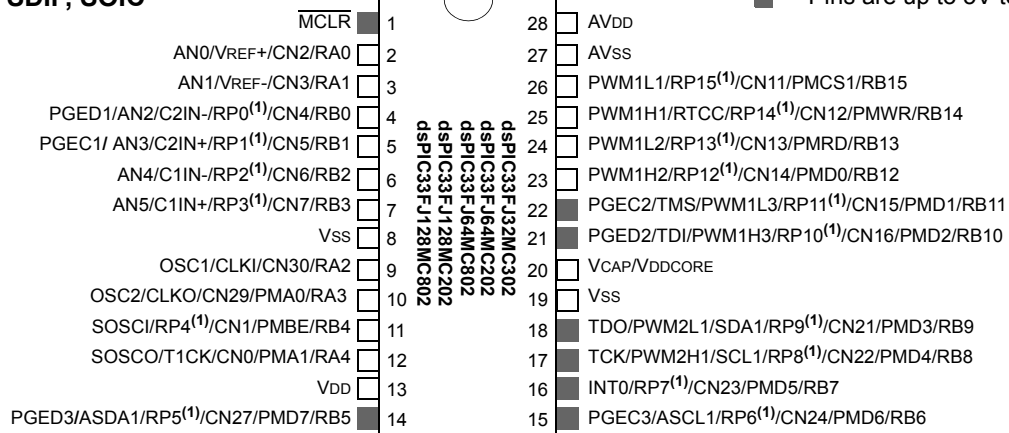 MCLR 1
AN0/VREF+/CN2/RA0 2
AN1/VREF-/CN3/RA1 3
PGED1/AN2/C2IN-/RP0(1)/CN4/RB0 4
PGEC1/ AN3/C2IN+/RP1(1)/CN5/RB1 5
AN4/C1IN-/RP2(1)/CN6/RB2 6
AN5/C1IN+/RP3(1)/CN7/RB3 7
VSS 8
OSC1/CLKI/CN30/RA2 9
OSC2/CLKO/CN29/PMA0/RA3 10
SOSCI/RP4(1)/CN1/PMBE/RB4 11
SOSCO/T1CK/CN0/PMA1/RA4 12
VDD 13
PGED3/ASDA1/RP5(1)/CN27/PMD7/RB5 14
dsPIC33FJ32MC302
dsPIC33FJ64MC202
dsPIC33FJ64MC802
dsPIC33FJ128MC202
dsPIC33FJ128MC802
28 AVDD
27 AVSS
26 PWM1L1/RP15(1)/CN11/PMCS1/RB15
25 PWM1H1/RTCC/RP14(1)/CN12/PMWR/RB14
24 PWM1L2/RP13(1)/CN13/PMRD/RB13
23 PWM1H2/RP12(1)/CN14/PMD0/RB12
22 PGEC2/TMS/PWM1L3/RP11(1)/CN15/PMD1/RB11
21 PGED2/TDI/PWM1H3/RP10(1)/CN16/PMD2/RB10
20 VCAP/VDDCORE
19 VSS
18 TDO/PWM2L1/SDA1/RP9(1)/CN21/PMD3/RB9
17 TCK/PWM2H1/SCL1/RP8(1)/CN22/PMD4/RB8
16 INT0/RP7(1)/CN23/PMD5/RB7
15 PGEC3/ASCL1/RP6(1)/CN24/PMD6/RB6